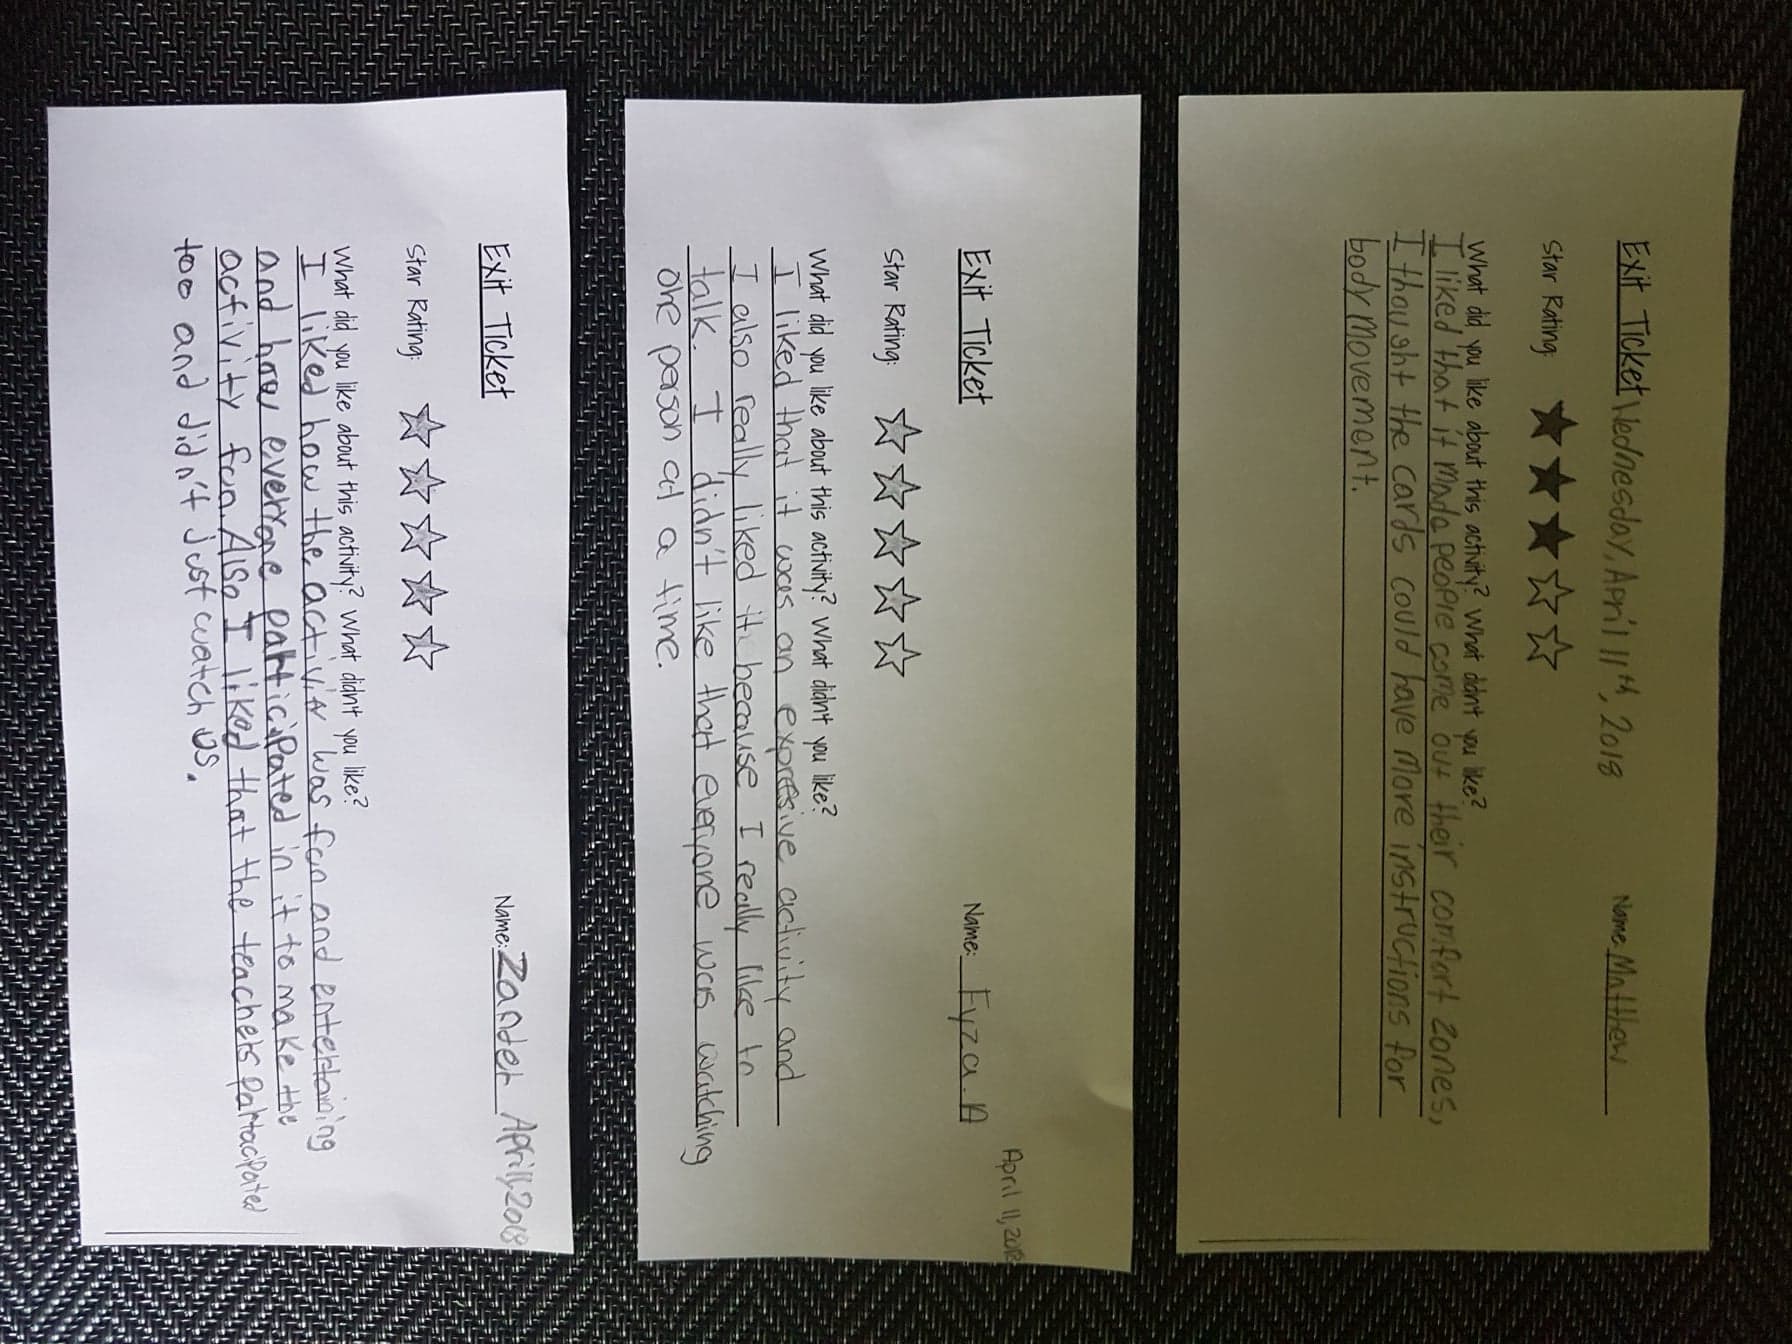 Exit Ticket Wednesday, April 11th, 2018 Name: Matthew
Star Rating:
What did you like about this activity? What didn't you like?
I liked that it made people come out their comfort zones,
I thought the cards could have more instructions for
body movement.
April 11, 2018
Exit Ticket Name: Fyza.A
Star Rating:
What did you like about this activity? What didn't you like?
I liked that it was an expressive activity and
I also really liked it because I really like to
talk. I didn't like that everyone was watching
one person at a time.
Exit Ticket Name: Zander April 11, 2018
Star Rating:
What did you like about this activity? What didn't you like?
I liked how the activity was fun and entertaining
and how everyone participated in it to make the
activity fun Also I liked that the teachers partacipated
too and didn't just watch us.